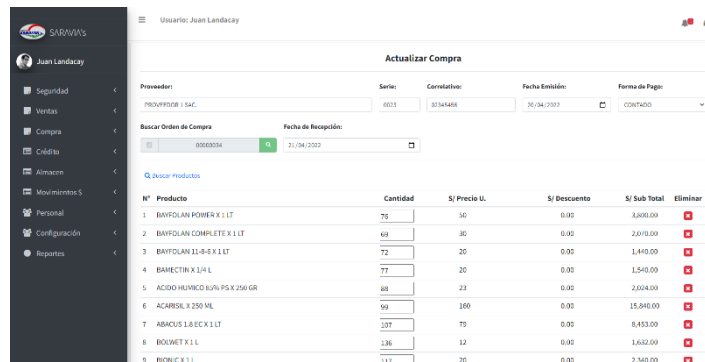 SARAVIA's
Juan Landacay
Seguridad
Ventas
Compra
Crédito
Almacen
Movimientos S
Personal
Configuración
Reportes
Usuario: Juan Landacay
Actualizar Compra
Proveedor: Serie: Correlativo: Fecha Emisión: Forma de Pago:
PROVEEDOR 1 SAC. 0023 02345486 20/04/2022 CONTADO
Buscar Orden de Compra Fecha de Recepción:
00000034 21/04/2022
Buscar Productos
N° Producto Cantidad S/ Precio U. S/ Descuento S/ Sub Total Eliminar
1 BAYFOLAN POWER X 1 LT 76 50 0.00 3,800.00
2 BAYFOLAN COMPLETE X 1 LT 69 30 0.00 2,070.00
3 BAYFOLAN 11-8-6 X 1 LT 72 20 0.00 1,440.00
4 BAMECTIN X 1/4 L 77 20 0.00 1,540.00
5 ACIDO HUMICO 85% PS X 250 GR 88 23 0.00 2,024.00
6 ACARISIL X 250 ML 99 160 0.00 15,840.00
7 ABACUS 1.8 EC X 1 LT 107 79 0.00 8,453.00
8 BOLWET X 1 L 136 12 0.00 1,632.00
9 BIONIC X 1 L 117 20 0.00 2,340.00